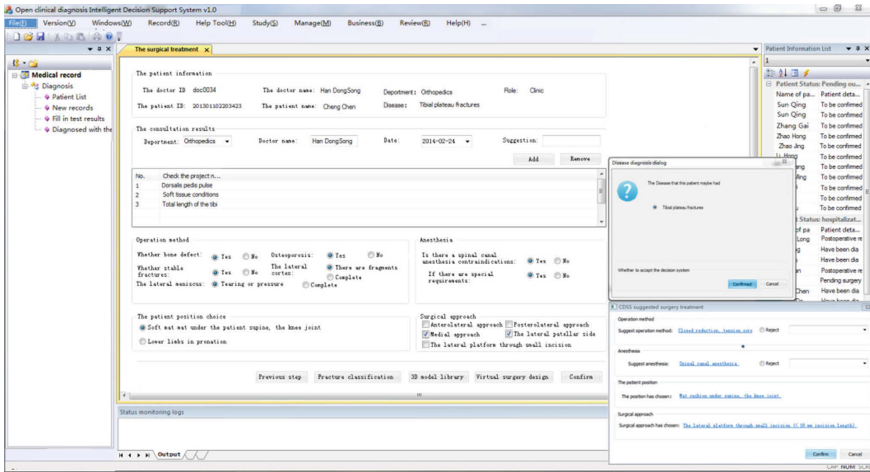 Open clinical diagnosis Intelligent Decision Support System v1.0
File(F) Version(V) Windows(W) Record(R) Help Tool(H) Study(S) Manage(M) Business(B) Review(R) Help(H)
Medical record
Diagnosis
Patient List
New records
Fill in test results
Diagnosed with the
The surgical treatment
The patient information
The doctor ID doc0034 The doctor name: Han DongSong Department: Orthopedics Role: Clinic
The patient ID: 201301102203423 The patient name: Cheng Chen Disease: Tibial plateau fractures
The consultation results
Department: Orthopedics Doctor name: Han DongSong Date: 2014-02-24 Suggestion:
Add Remove
No. Check the project n...
1 Dorsalis pedis pulse
2 Soft tissue conditions
3 Total length of the tibi
Operation method
Whether bone defect: Yes No Osteoporosis: Yes No
Whether stable fractures: Yes No The lateral cortex: There are fragments Complete
The lateral meniscus: Tearing or pressure Complete
Anesthesia
Is there a spinal canal
anesthesia contraindications: Yes No
If there are special
requirements: Yes No
The patient position choice
Soft mat mat under the patient supine, the knee joint
Lower limbs in pronation
Surgical approach
Anterolateral approach Posterolateral approach
Medial approach The lateral patellar side
The lateral platform through small incision
Previous step Fracture classification 3D model library Virtual surgery design Confirm
Status monitoring logs
Output
Patient Information List
1
Patient Status: Pending ou...
Name of pa... Patient deta...
Sun Qing To be confirmed
Sun Qing To be confirmed
Zhang Gai To be confirmed
Zhao Hong To be confirmed
Zhao Jing To be confirmed
To be confirmed
To be confirmed
To be confirmed
To be confirmed
To be confirmed
Status: hospitalizat...
Patient deta...
Long Postoperative re
Have been dia
Have been dia
Postoperative re
Pending surgery
Chen Have been dia
Disease diagnosis dialog
The Disease that this patient maybe had
Tibial plateau fractures
Whether to accept the decision system
Confirmed Cancel
CDSS suggested surgery treatment
Operation method
Suggest operation method: Closed reduction, tension Reject
Anesthesia
Suggest anesthesia: canal anesthesia. Reject
The patient position
The position has chosen: Mat cushion under supine, the knee joint.
Surgical approach
Surgical approach has chosen: The lateral platform through small incision
Confirm Cancel
CAP NUM SCR